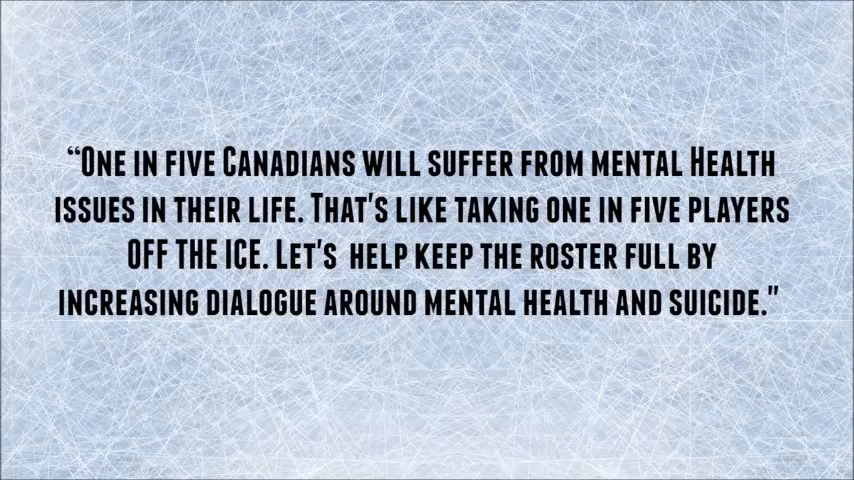 “One in five Canadians will suffer from mental Health
issues in their life. That's like taking one in five players
OFF THE ICE. Let's help keep the roster full by
increasing dialogue around mental health and suicide."